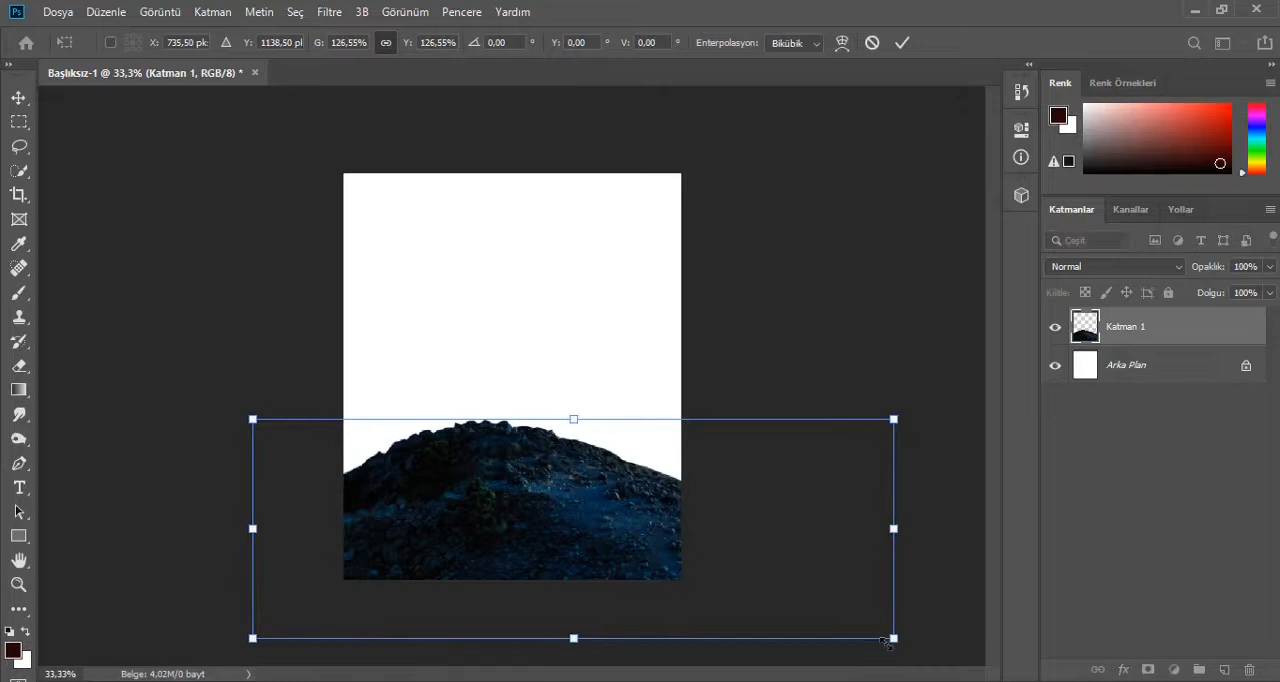 Ps Dosya Düzenle Görüntü Katman Metin Seç Filtre 3B Görünüm Pencere Yardım
X: 735,50 pk: Y: 1138,50 pl G: 126,55% Y: 126,55% 0,00 ° Y: 0,00 ° V: 0,00 ° Enterpolasyon: Bikübik
Başlıksız-1 @ 33,3% (Katman 1, RGB/8) *
Renk Renk Örnekleri
Katmanlar Kanallar Yollar
Çeşit
Normal Opaklık: 100%
Kilitle: Dolgu: 100%
Katman 1
Arka Plan
33,33% Belge: 4,02M/0 bayt